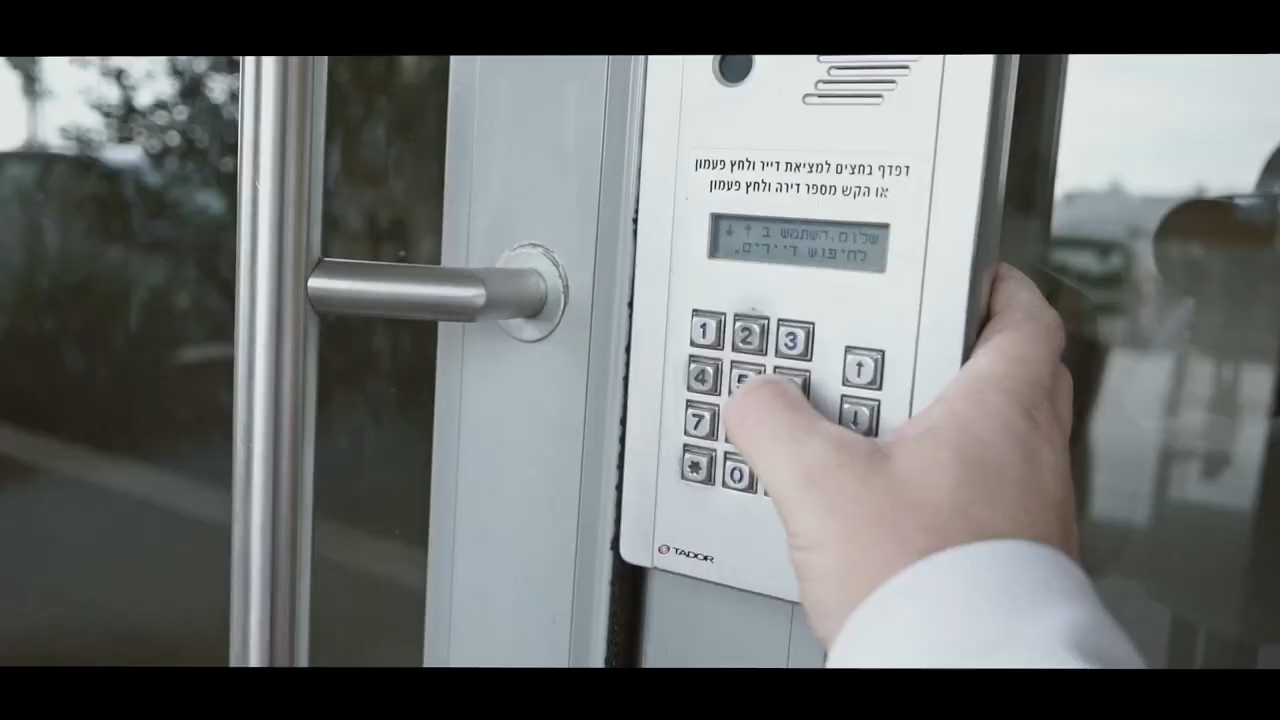 דפדף בחצים למציאת דייר ולחץ פעמון
או הקש מספר דירה ולחץ פעמון
שלום,השתמש ב ↑ ↓
לחיפוש דיירים.
1 2 3
↑
4 5
↓
7
* 0
TADOR